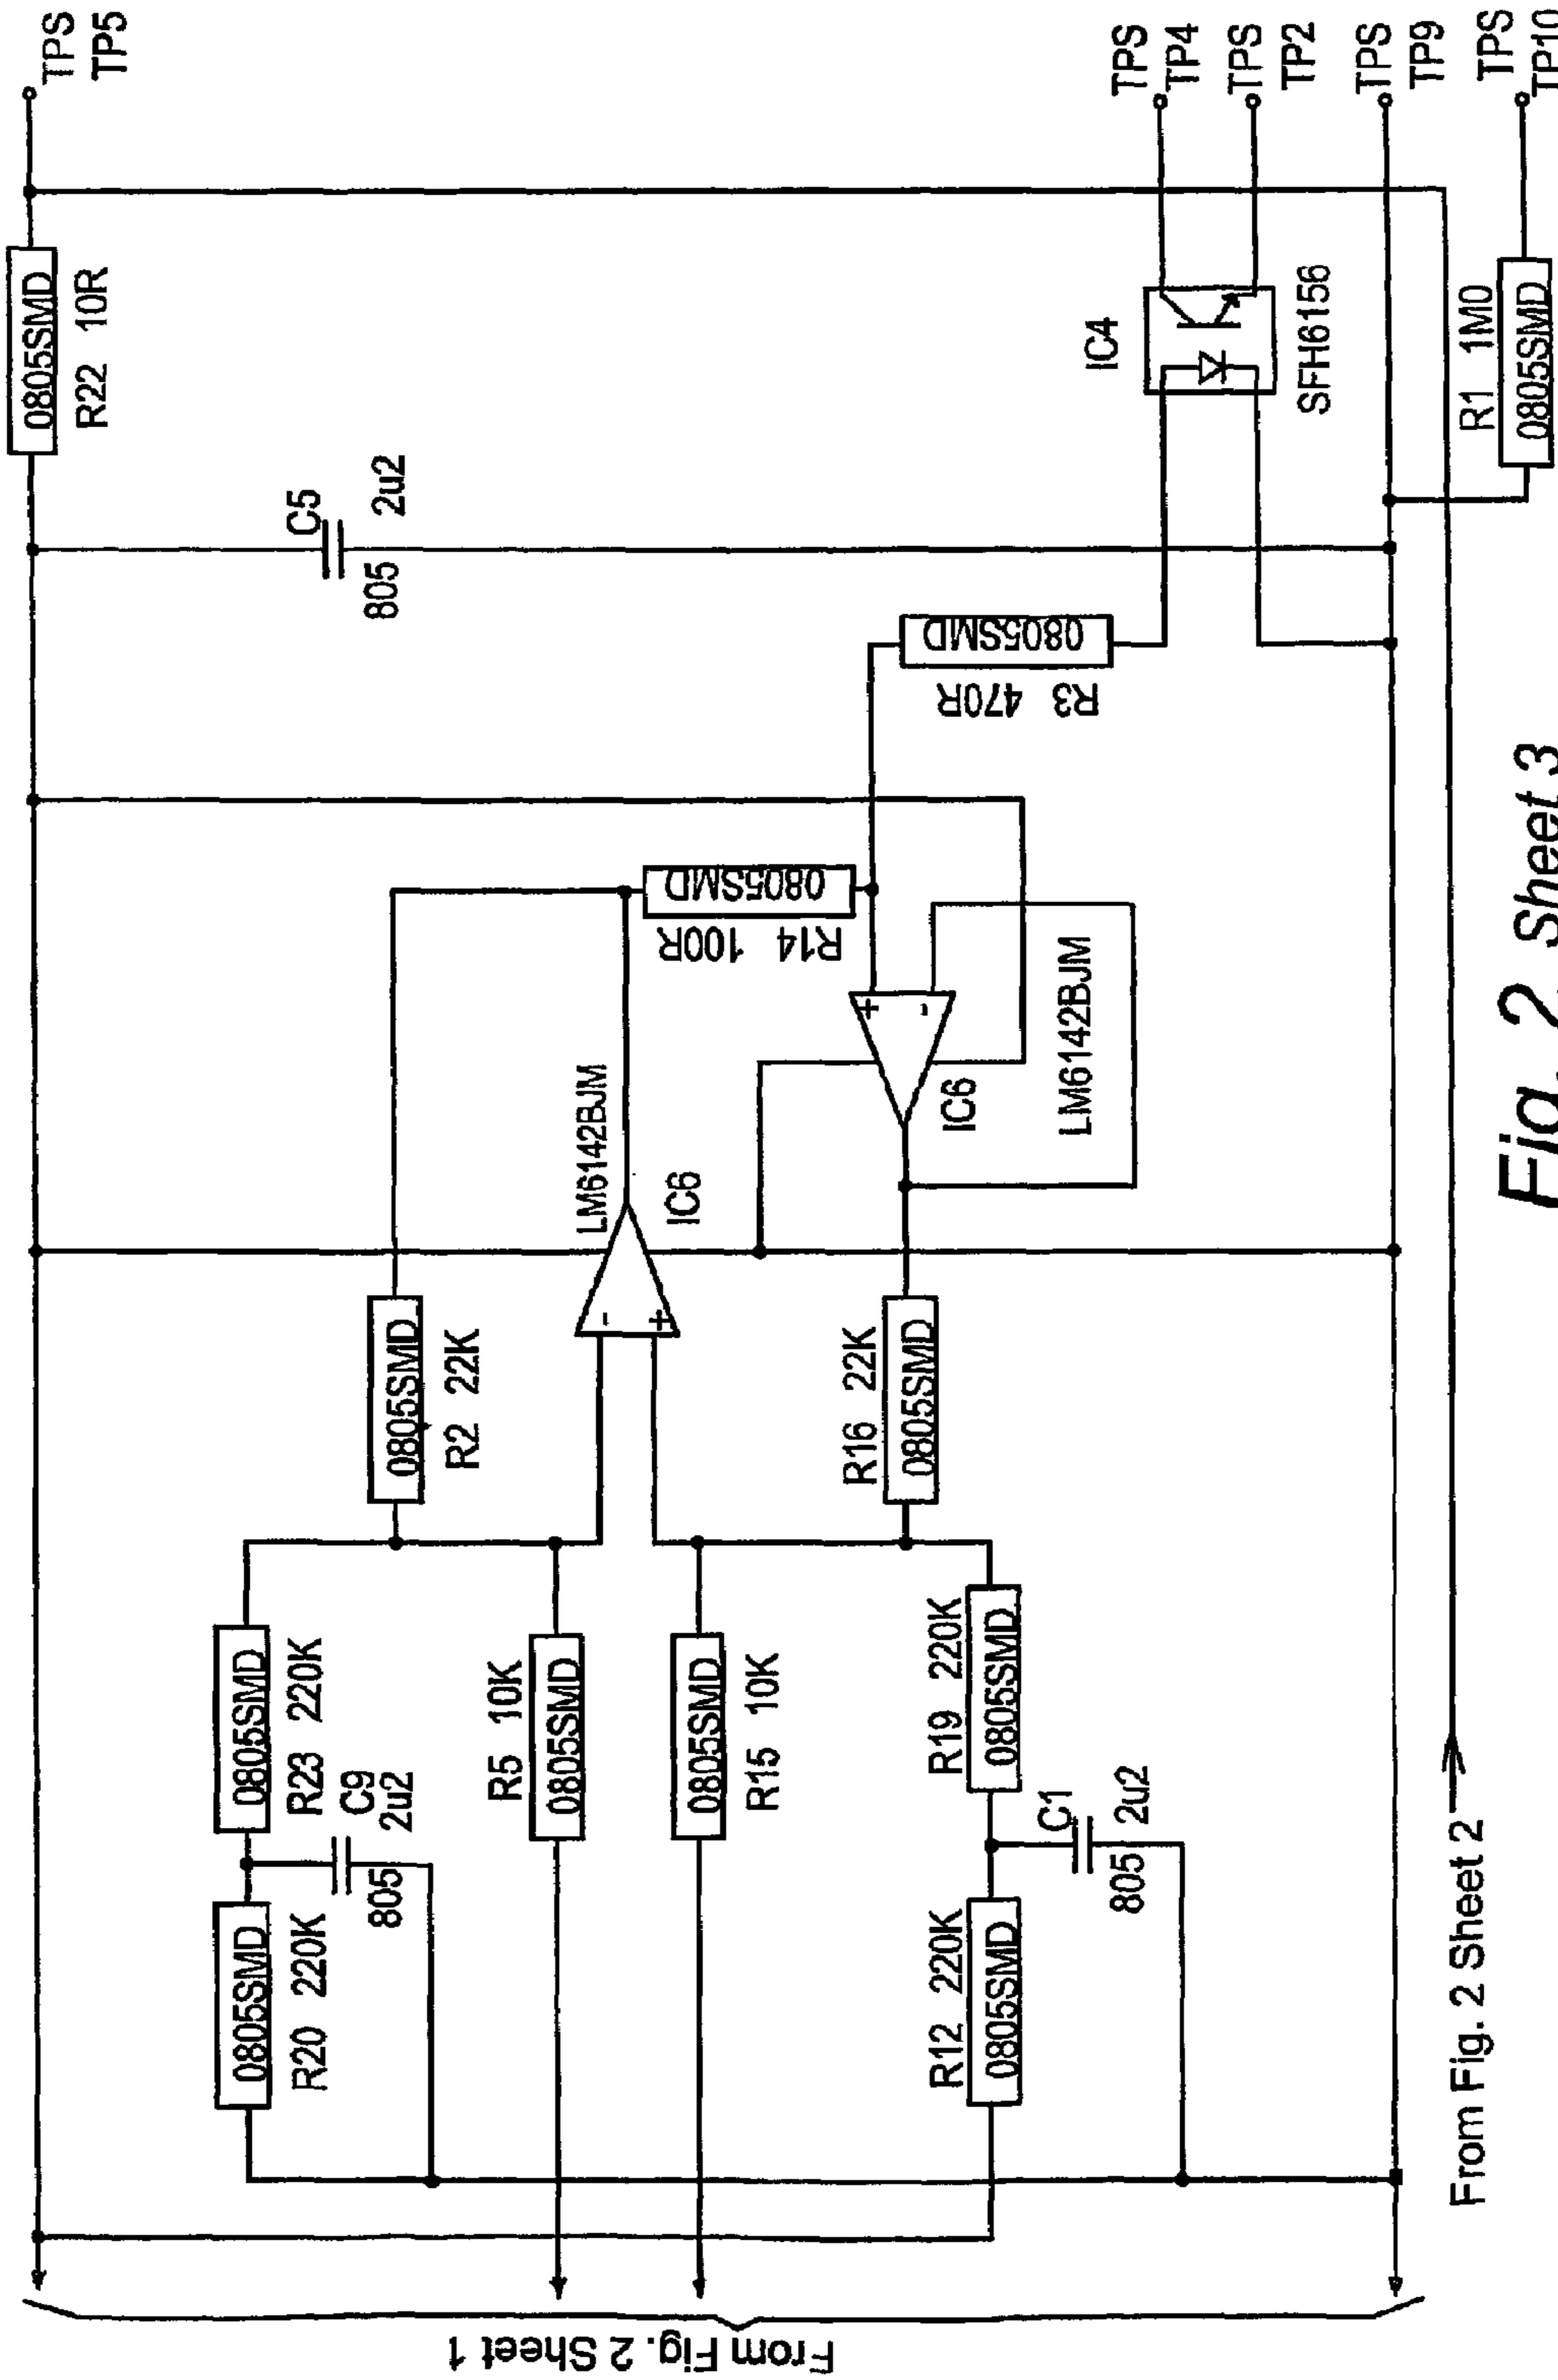 TPS
TP5
0805SMD
R22 10R
C5
2u2
805
TPS
TP4
TPS
TP2
TPS
TP9
TPS
TP10
IC4
SFH6156
R1 1M0
0805SMD
0805SMD
R3 470R
0805SMD
R14 100R
LM6142BJM
IC6
-
+
+
-
IC6
LM6142BJM
0805SMD
R2 22K
R16 22K
0805SMD
0805SMD
R23 220K
C9
2u2
805
0805SMD
R20 220K
R5 10K
0805SMD
0805SMD
R15 10K
R19 220K
0805SMD
C1
2u2
805
R12 220K
0805SMD
From Fig. 2 Sheet 1
From Fig. 2 Sheet 2
Fig. 2 Sheet 3